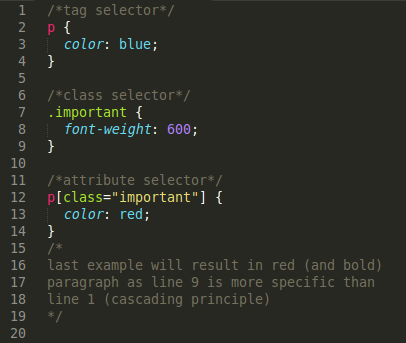 1 /*tag selector*/
2 p {
3   color: blue;
4 }
5
6 /*class selector*/
7 .important {
8   font-weight: 600;
9 }
10
11 /*attribute selector*/
12 p[class="important"] {
13   color: red;
14 }
15 /*
16 last example will result in red (and bold)
17 paragraph as line 9 is more specific than
18 line 1 (cascading principle)
19 */
20